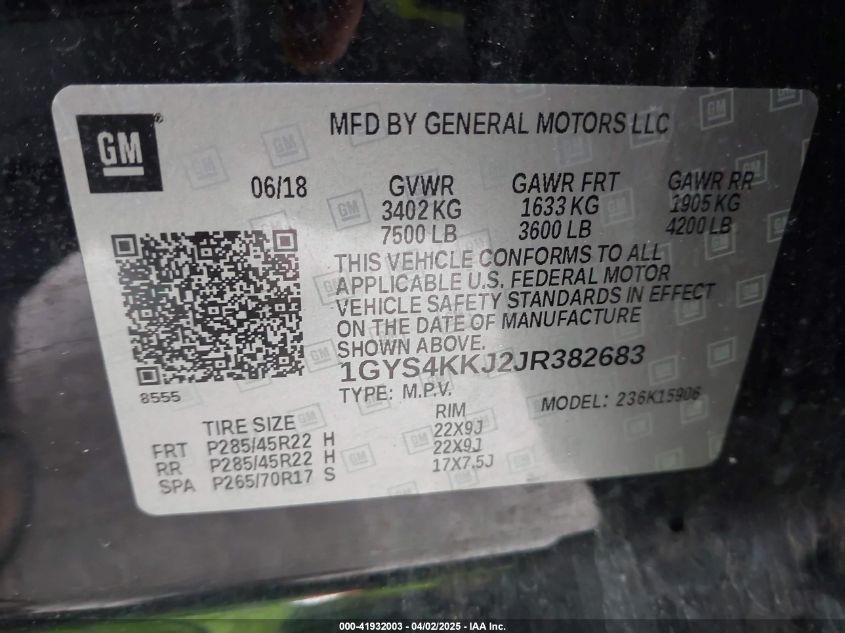 GM ®
MFD BY GENERAL MOTORS LLC
06/18
GVWR
3402 KG
7500 LB
GAWR FRT
1633 KG
3600 LB
GAWR RR
1905 KG
4200 LB
THIS VEHICLE CONFORMS TO ALL
APPLICABLE U.S. FEDERAL MOTOR
VEHICLE SAFETY STANDARDS IN EFFECT
ON THE DATE OF MANUFACTURE
SHOWN ABOVE.
1GYS4KKJ2JR382683
TYPE: M.P.V.
MODEL: 236K15906
8555
TIRE SIZE RIM
FRT P285/45R22 H 22X9J
RR P285/45R22 H 22X9J
SPA P265/70R17 S 17X7.5J
000-41932003 - 04/02/2025 - IAA Inc.